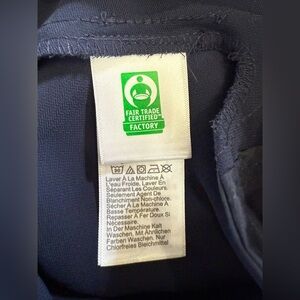 FAIR TRADE
CERTIFIED™
FACTORY
Laver À La Machine À
L'eau Froide, Laver En
Séparant Les Couleurs.
Seulement Agent De
Blanchiment Non-chlore.
Sécher À La Machine À
Basse Température.
Repasser À Fer Doux Si
Nécessaire.
In Der Maschine Kalt
Waschen, Mit Ähnlichen
Farben Waschen, Nur
Chlorfreies Bleichmittel